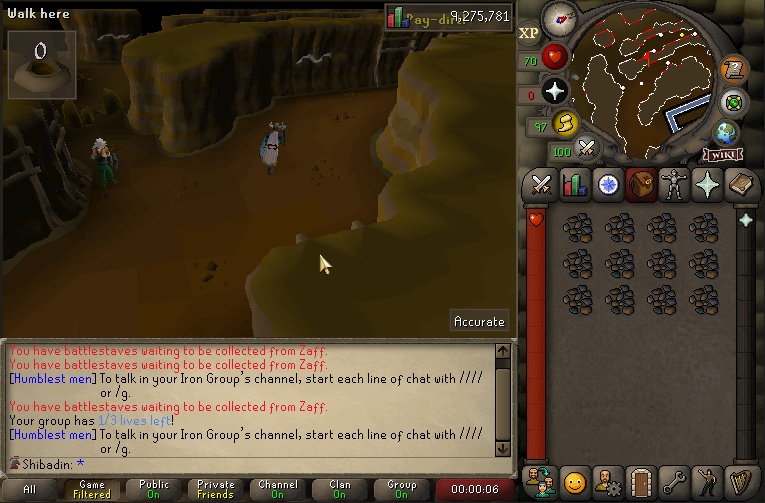 Walk here
Pay-dirt 9,275,781
0
XP
70
0
97
100
WIKI
Accurate
You have battlestaves waiting to be collected from Zaff.
You have battlestaves waiting to be collected from Zaff.
[Humblest men] To talk in your Iron Group's channel, start each line of chat with ////
or /g.
You have battlestaves waiting to be collected from Zaff.
Your group has 1/3 lives left!
[Humblest men] To talk in your Iron Group's channel, start each line of chat with ////
or /g.
Shibadin: *
All
Game
Filtered
Public
On
Private
Friends
Channel
On
Clan
On
Group
On
00:00:06